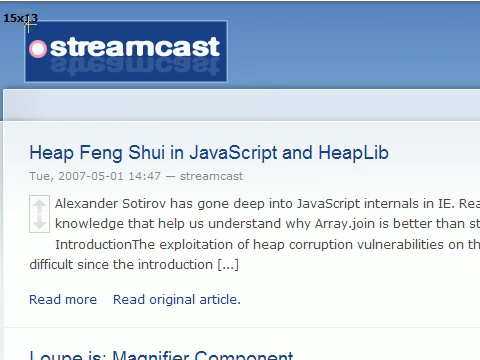 15x13
streamcast
Heap Feng Shui in JavaScript and HeapLib
Tue, 2007-05-01 14:47 — streamcast
Alexander Sotirov has gone deep into JavaScript internals in IE. Rea
knowledge that help us understand why Array.join is better than st
IntroductionThe exploitation of heap corruption vulnerabilities on th
difficult since the introduction [...]
Read more Read original article.
Loupe.js: Magnifier Component